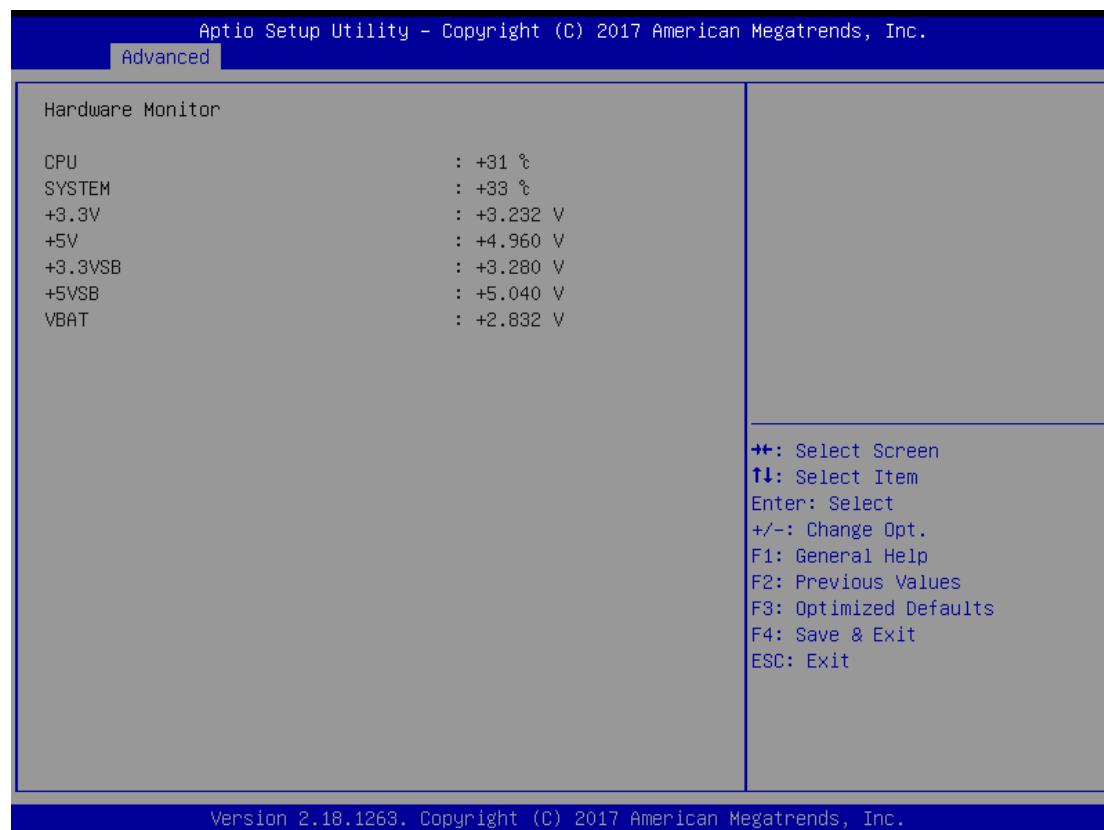 Aptio Setup Utility – Copyright (C) 2017 American Megatrends, Inc.
Advanced
Hardware Monitor
CPU : +31 ℃
SYSTEM : +33 ℃
+3.3V : +3.232 V
+5V : +4.960 V
+3.3VSB : +3.280 V
+5VSB : +5.040 V
VBAT : +2.832 V
→←: Select Screen
↑↓: Select Item
Enter: Select
+/-: Change Opt.
F1: General Help
F2: Previous Values
F3: Optimized Defaults
F4: Save & Exit
ESC: Exit
Version 2.18.1263. Copyright (C) 2017 American Megatrends, Inc.